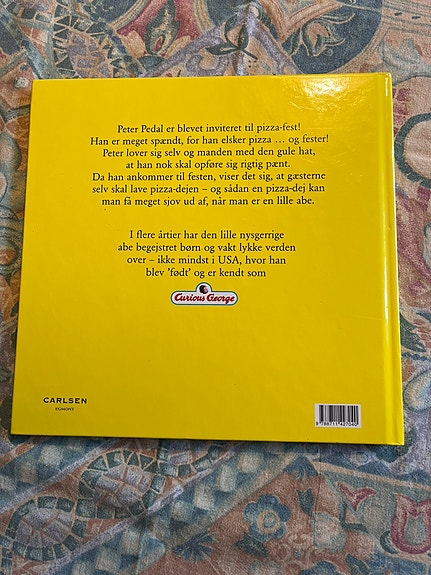 Peter Pedal er blevet inviteret til pizza-fest!
Han er meget spændt, for han elsker pizza ... og fester!
Peter lover sig selv og manden med den gule hat,
at han nok skal opføre sig rigtig pænt.
Da han ankommer til festen, viser det sig, at gæsterne
selv skal lave pizza-dejen – og sådan en pizza-dej kan
man få meget sjov ud af, når man er en lille abe.
I flere årtier har den lille nysgerrige
abe begejstret børn og vakt lykke verden
over – ikke mindst i USA, hvor han
blev 'født' og er kendt som
Curious George
CARLSEN
EGMONT
9 788711 427040